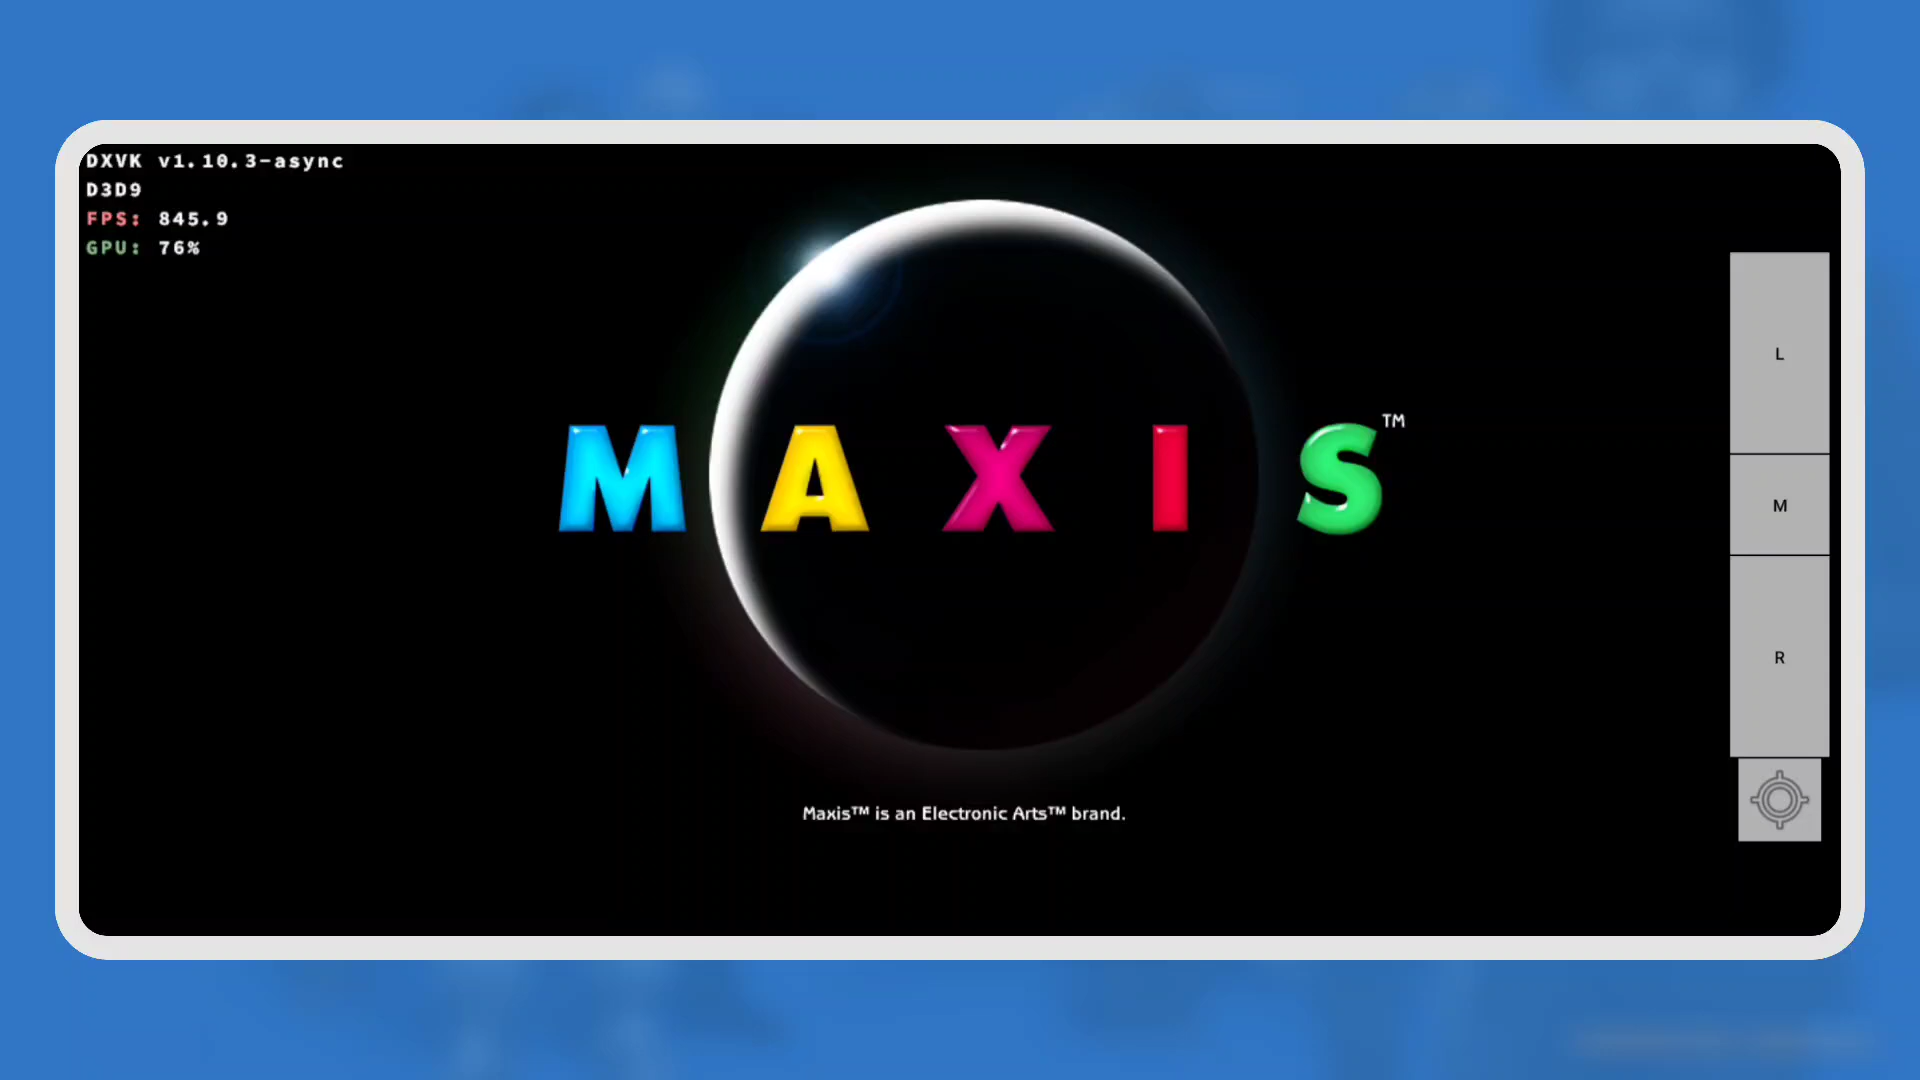 DXVK v1.10.3-async
D3D9
FPS: 845.9
GPU: 76%
MAXIS™
Maxis™ is an Electronic Arts™ brand.
L
M
R